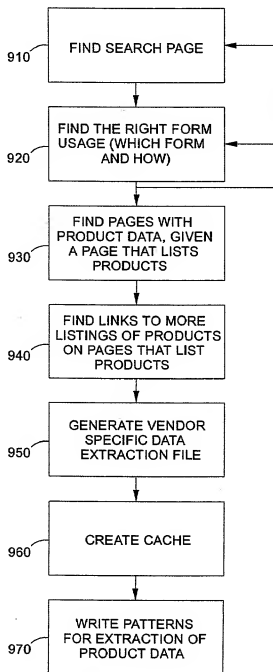 FIND SEARCH PAGE
910
FIND THE RIGHT FORM
USAGE (WHICH FORM
AND HOW)
920
FIND PAGES WITH
PRODUCT DATA, GIVEN
A PAGE THAT LISTS
PRODUCTS
930
FIND LINKS TO MORE
LISTINGS OF PRODUCTS
ON PAGES THAT LIST
PRODUCTS
940
GENERATE VENDOR
SPECIFIC DATA
EXTRACTION FILE
950
CREATE CACHE
960
WRITE PATTERNS
FOR EXTRACTION OF
PRODUCT DATA
970